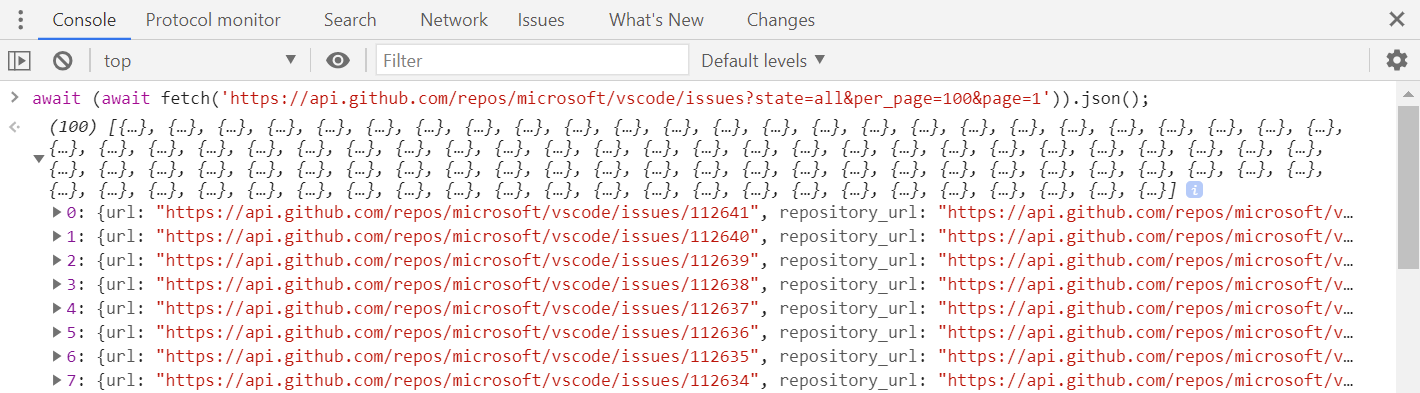 Console Protocol monitor Search Network Issues What's New Changes
top Filter Default levels
await (await fetch('https://api.github.com/repos/microsoft/vscode/issues?state=all&per_page=100&page=1')).json();
(100) [{…}, {…}, {…}, {…}, {…}, {…}, {…}, {…}, {…}, {…}, {…}, {…}, {…}, {…}, {…}, {…}, {…}, {…}, {…}, {…}, {…}, {…}, {…}, {…}, {…},
{…}, {…}, {…}, {…}, {…}, {…}, {…}, {…}, {…}, {…}, {…}, {…}, {…}, {…}, {…}, {…}, {…}, {…}, {…}, {…}, {…}, {…}, {…}, {…}, {…}, {…},
{…}, {…}, {…}, {…}, {…}, {…}, {…}, {…}, {…}, {…}, {…}, {…}, {…}, {…}, {…}, {…}, {…}, {…}, {…}, {…}, {…}, {…}, {…}, {…}, {…}, {…},
{…}, {…}, {…}, {…}, {…}, {…}, {…}, {…}, {…}, {…}, {…}, {…}, {…}, {…}, {…}, {…}, {…}, {…}, {…}, {…}, {…}, {…}, {…}] i
0: {url: "https://api.github.com/repos/microsoft/vscode/issues/112641", repository_url: "https://api.github.com/repos/microsoft/v…
1: {url: "https://api.github.com/repos/microsoft/vscode/issues/112640", repository_url: "https://api.github.com/repos/microsoft/v…
2: {url: "https://api.github.com/repos/microsoft/vscode/issues/112639", repository_url: "https://api.github.com/repos/microsoft/v…
3: {url: "https://api.github.com/repos/microsoft/vscode/issues/112638", repository_url: "https://api.github.com/repos/microsoft/v…
4: {url: "https://api.github.com/repos/microsoft/vscode/issues/112637", repository_url: "https://api.github.com/repos/microsoft/v…
5: {url: "https://api.github.com/repos/microsoft/vscode/issues/112636", repository_url: "https://api.github.com/repos/microsoft/v…
6: {url: "https://api.github.com/repos/microsoft/vscode/issues/112635", repository_url: "https://api.github.com/repos/microsoft/v…
7: {url: "https://api.github.com/repos/microsoft/vscode/issues/112634", repository_url: "https://api.github.com/repos/microsoft/v…